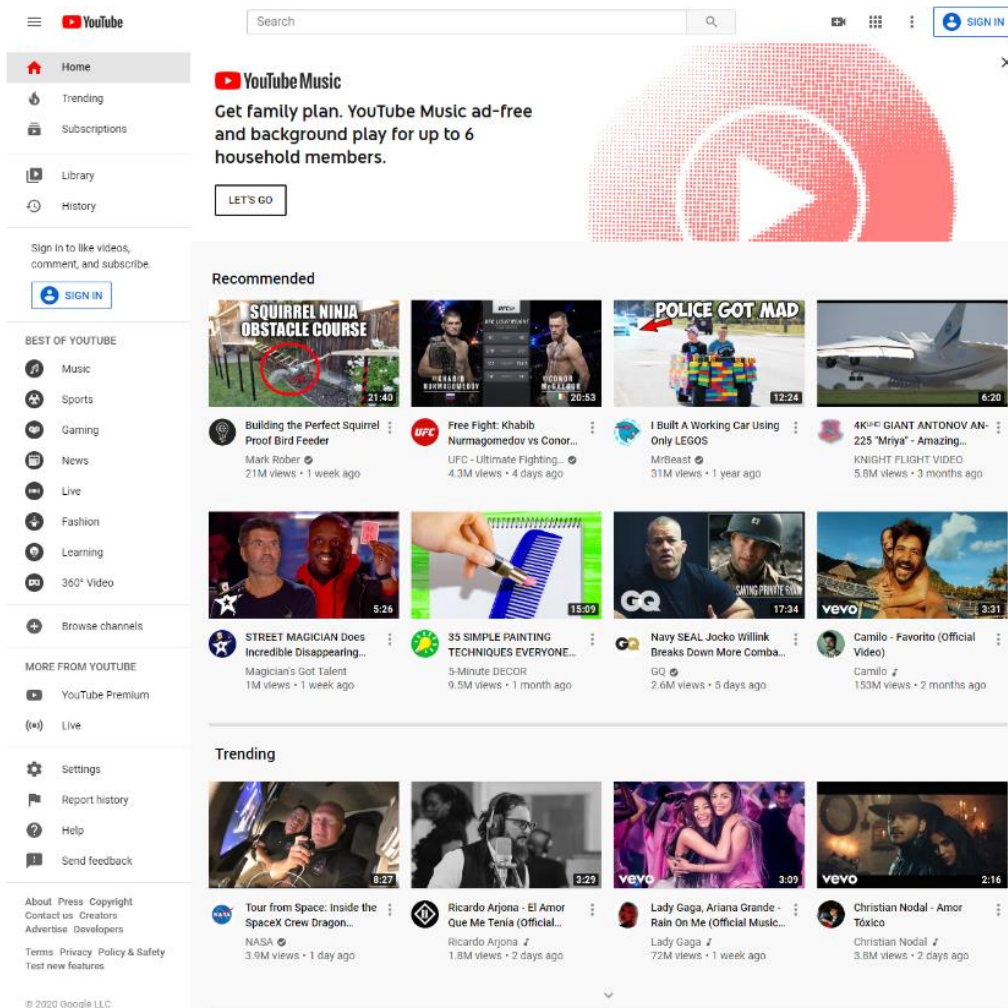 YouTube
Search
SIGN IN
Home
Trending
Subscriptions
Library
History
Sign in to like videos,
comment, and subscribe.
SIGN IN
BEST OF YOUTUBE
Music
Sports
Gaming
News
Live
Fashion
Learning
360° Video
Browse channels
MORE FROM YOUTUBE
YouTube Premium
Live
Settings
Report history
Help
Send feedback
About Press Copyright
Contact us Creators
Advertise Developers
Terms Privacy Policy & Safety
Test new features
© 2020 Google LLC
YouTube Music
Get family plan. YouTube Music ad-free
and background play for up to 6
household members.
LET'S GO
Recommended
SQUIRREL NINJA
OBSTACLE COURSE
21:40
Building the Perfect Squirrel
Proof Bird Feeder
Mark Rober
21M views • 1 week ago
KHABIB
NURMAGOMEDOV
CONOR
McGREGOR
20:53
UFC
Free Fight: Khabib
Nurmagomedov vs Conor...
UFC - Ultimate Fighting...
4.3M views • 4 days ago
POLICE GOT MAD
12:24
I Built A Working Car Using
Only LEGOS
MrBeast
31M views • 1 year ago
6:20
4Kᵁᴴᴰ GIANT ANTONOV AN-
225 "Mriya" - Amazing...
KNIGHT FLIGHT VIDEO
5.8M views • 3 months ago
5:26
STREET MAGICIAN Does
Incredible Disappearing...
Magician's Got Talent
1M views • 1 week ago
15:09
35 SIMPLE PAINTING
TECHNIQUES EVERYONE...
5-Minute DECOR
9.5M views • 1 month ago
GQ
SAVING PRIVATE RYAN
17:34
GQ
Navy SEAL Jocko Willink
Breaks Down More Comba...
GQ
2.6M views • 5 days ago
vevo
3:31
Camilo - Favorito (Official
Video)
Camilo
153M views • 2 months ago
Trending
8:27
NASA
Tour from Space: Inside the
SpaceX Crew Dragon...
NASA
3.9M views • 1 day ago
3:29
Ricardo Arjona - El Amor
Que Me Tenía (Official...
Ricardo Arjona
1.8M views • 2 days ago
vevo
3:09
Lady Gaga, Ariana Grande -
Rain On Me (Official Music...
Lady Gaga
72M views • 1 week ago
vevo
2:16
Christian Nodal - Amor
Tóxico
Christian Nodal
3.8M views • 2 days ago